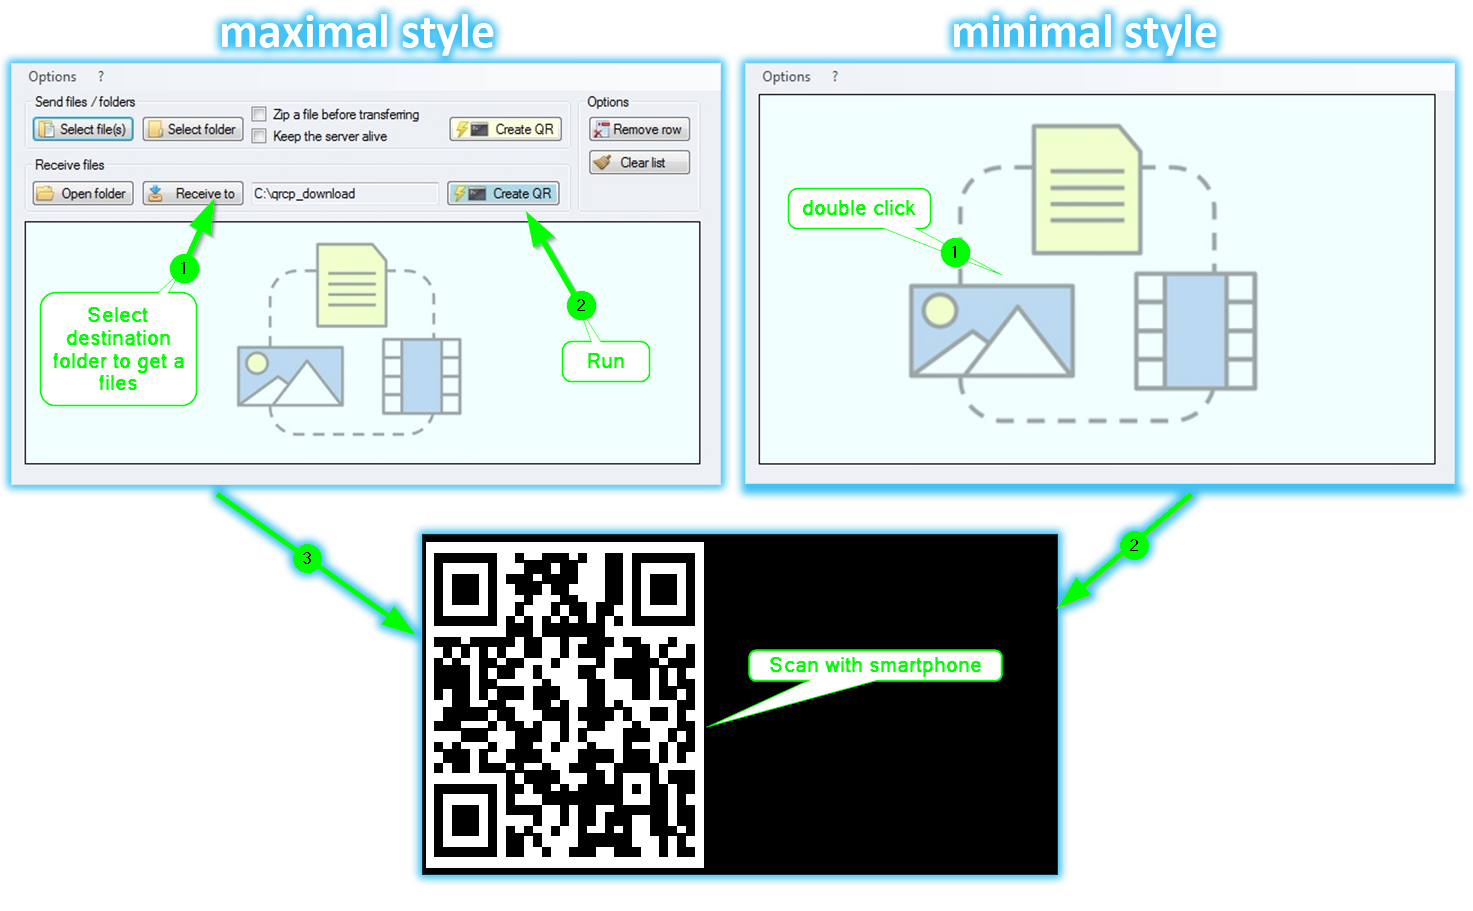 maximal style
minimal style
Options ?
Send files / folders
Select file(s)
Select folder
Zip a file before transferring
Keep the server alive
Create QR
Options
Remove row
Clear list
Receive files
Open folder
Receive to
C:\qrcp_download
Create QR
1
Select
destination
folder to get a
files
2
Run
Options ?
double click
1
3
2
Scan with smartphone